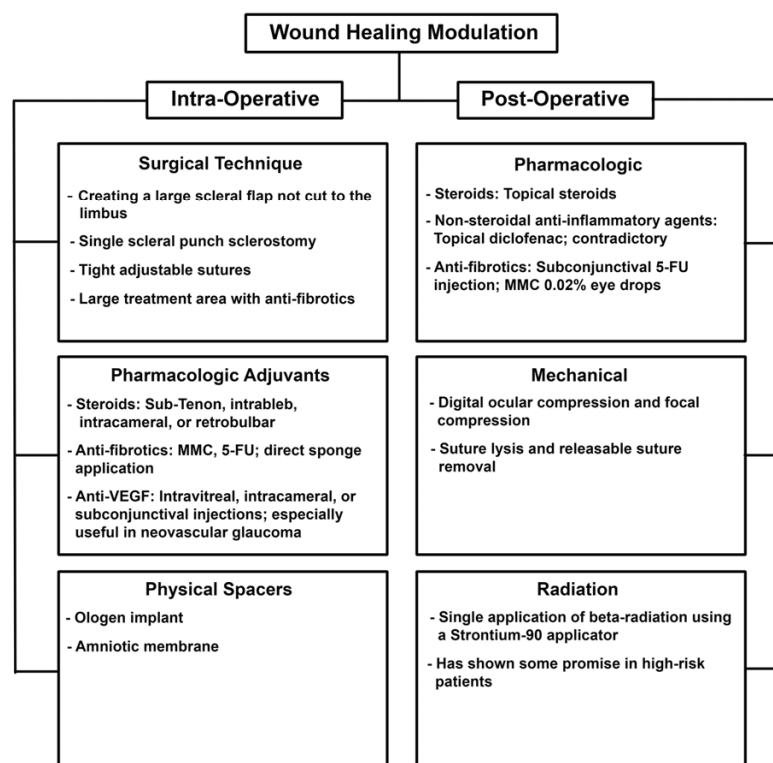 Wound Healing Modulation
Intra-Operative
Post-Operative
Surgical Technique
- Creating a large scleral flap not cut to the
limbus
- Single scleral punch sclerostomy
- Tight adjustable sutures
- Large treatment area with anti-fibrotics
Pharmacologic Adjuvants
- Steroids: Sub-Tenon, intrableb,
intracameral, or retrobulbar
- Anti-fibrotics: MMC, 5-FU; direct sponge
application
- Anti-VEGF: Intravitreal, intracameral, or
subconjunctival injections; especially
useful in neovascular glaucoma
Physical Spacers
- Ologen implant
- Amniotic membrane
Pharmacologic
- Steroids: Topical steroids
- Non-steroidal anti-inflammatory agents:
Topical diclofenac; contradictory
- Anti-fibrotics: Subconjunctival 5-FU
injection; MMC 0.02% eye drops
Mechanical
- Digital ocular compression and focal
compression
- Suture lysis and releasable suture
removal
Radiation
- Single application of beta-radiation using
a Strontium-90 applicator
- Has shown some promise in high-risk
patients